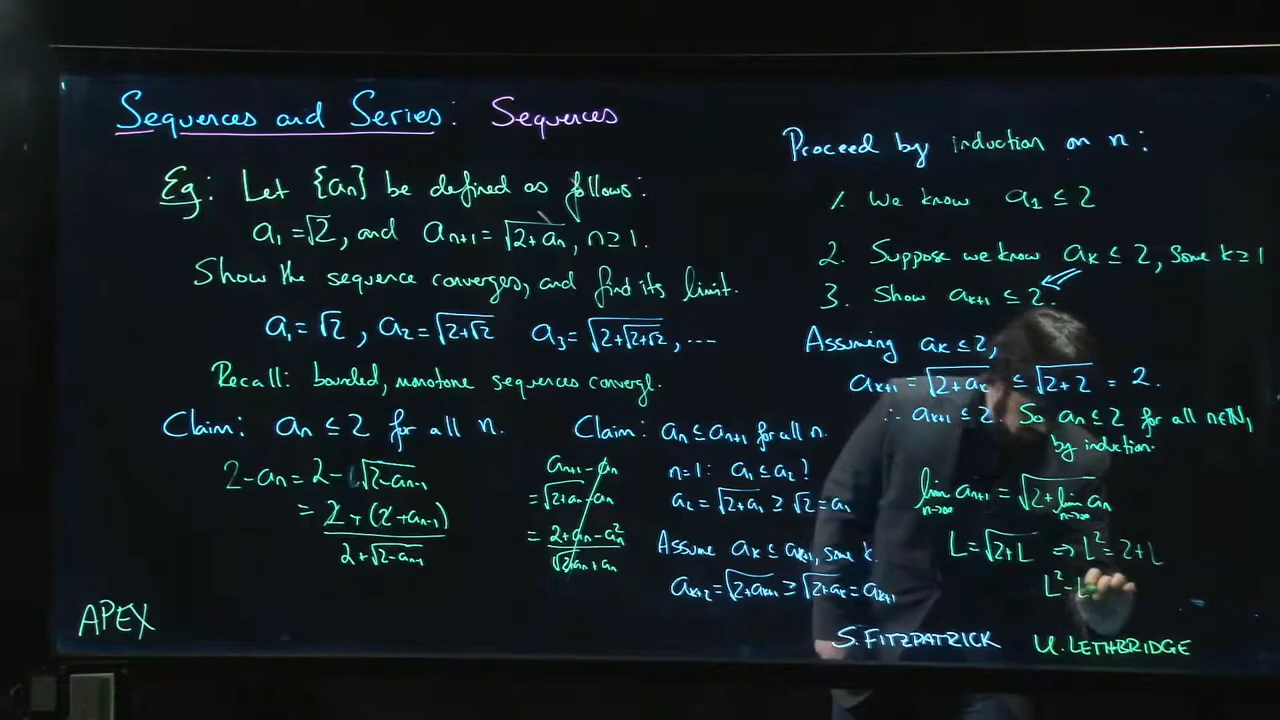 Sequences and Series: Sequences
Eg: Let {an} be defined as follows:
a₁ = √2, and aₙ₊₁ = √(2+aₙ), n ≥ 1.
Show the sequence converges, and find its limit.
a₁ = √2, a₂ = √(2+√2) a₃ = √(2+√(2+√2)), ...
Recall: bounded, monotone sequences converge.
Claim: aₙ ≤ 2 for all n.
2-aₙ = 2-√(2-aₙ₋₁)
= 2+(2+aₙ₋₁) / 2+√(2-aₙ₋₁)
APEX
Claim: aₙ ≤ aₙ₊₁ for all n.
aₙ₊₁ - aₙ
= √(2+aₙ) - aₙ
= 2+aₙ-aₙ² / √(2+aₙ)+aₙ
n=1: a₁ ≤ a₂?
a₂ = √(2+a₁) ≥ √2 = a₁
Assume aₖ ≤ aₖ₊₁, some k.
aₖ₊₂ = √(2+aₖ₊₁) ≥ √(2+aₖ) = aₖ₊₁
Proceed by induction on n:
1. We know a₁ ≤ 2
2. Suppose we know aₖ ≤ 2, some k ≥ 1
3. Show aₖ₊₁ ≤ 2.
Assuming aₖ ≤ 2,
aₖ₊₁ = √(2+aₖ) ≤ √(2+2) = 2.
∴ aₖ₊₁ ≤ 2. So aₙ ≤ 2 for all n∈ℕ,
by induction.
lim n→∞ aₙ₊₁ = √(2+lim n→∞ aₙ)
L = √(2+L) ⇒ L² = 2+L
L² - L
S. FITZPATRICK U. LETHBRIDGE